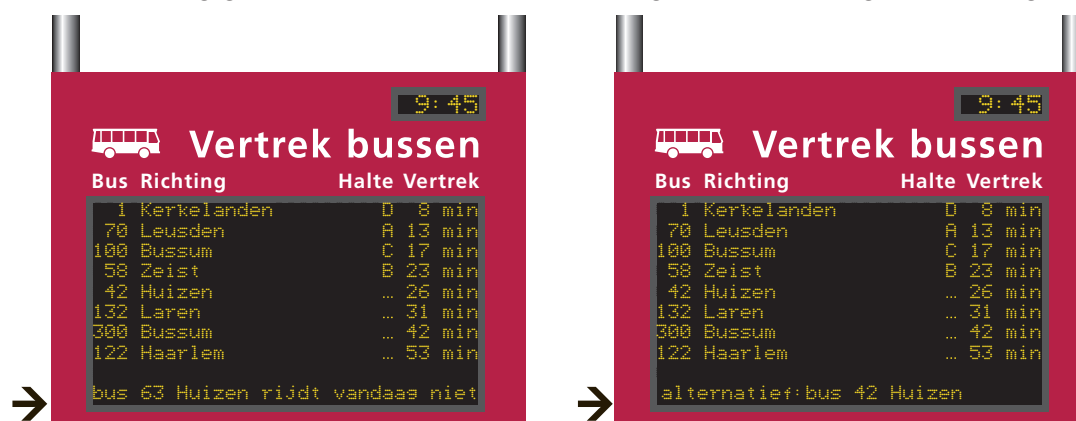 9:45
Vertrek bussen
Bus Richting Halte Vertrek
1 Kerkelanden D 8 min
70 Leusden A 13 min
100 Bussum C 17 min
58 Zeist B 23 min
42 Huizen … 26 min
132 Laren … 31 min
300 Bussum … 42 min
122 Haarlem … 53 min
bus 63 Huizen rijdt vandaag niet
9:45
Vertrek bussen
Bus Richting Halte Vertrek
1 Kerkelanden D 8 min
70 Leusden A 13 min
100 Bussum C 17 min
58 Zeist B 23 min
42 Huizen … 26 min
132 Laren … 31 min
300 Bussum … 42 min
122 Haarlem … 53 min
alternatief:bus 42 Huizen